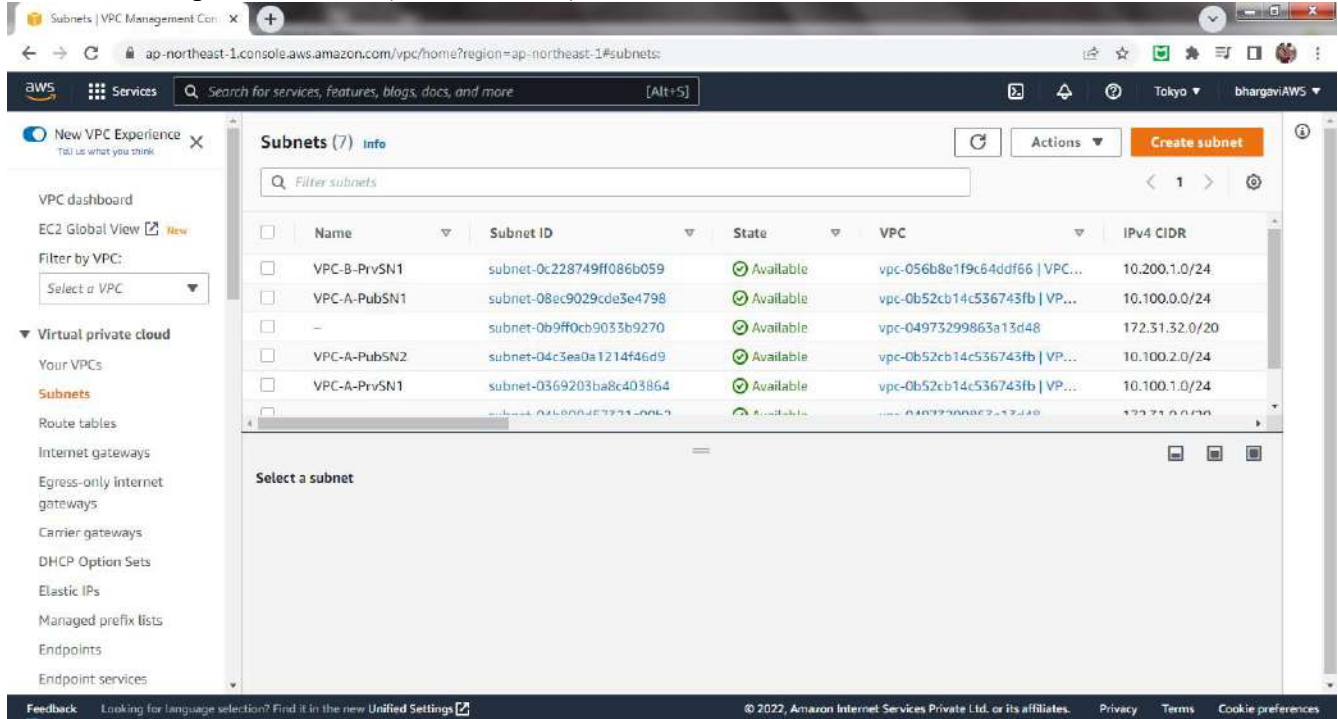 Subnets | VPC Management Con
ap-northeast-1.console.aws.amazon.com/vpc/home?region=ap-northeast-1#subnets:
aws Services Search for services, features, blogs, docs, and more [Alt+S] Tokyo ▼ bhargaviAWS ▼
New VPC Experience
Tell us what you think
VPC dashboard
EC2 Global View New
Filter by VPC:
Select a VPC
Virtual private cloud
Your VPCs
Subnets
Route tables
Internet gateways
Egress-only internet
gateways
Carrier gateways
DHCP Option Sets
Elastic IPs
Managed prefix lists
Endpoints
Endpoint services
Subnets (7) Info Actions ▼ Create subnet
Filter subnets 1
Name Subnet ID State VPC IPv4 CIDR
VPC-B-PrvSN1 subnet-0c228749ff086b059 Available vpc-056b8e1f9c64ddf66 | VPC... 10.200.1.0/24
VPC-A-PubSN1 subnet-08ec9029cde3e4798 Available vpc-0b52cb14c536743fb | VP... 10.100.0.0/24
– subnet-0b9ff0cb9033b9270 Available vpc-04973299863a13d48 172.31.32.0/20
VPC-A-PubSN2 subnet-04c3ea0a1214f46d9 Available vpc-0b52cb14c536743fb | VP... 10.100.2.0/24
VPC-A-PrvSN1 subnet-0369203ba8c403864 Available vpc-0b52cb14c536743fb | VP... 10.100.1.0/24
Select a subnet
Feedback Looking for language selection? Find it in the new Unified Settings © 2022, Amazon Internet Services Private Ltd. or its affiliates. Privacy Terms Cookie preferences